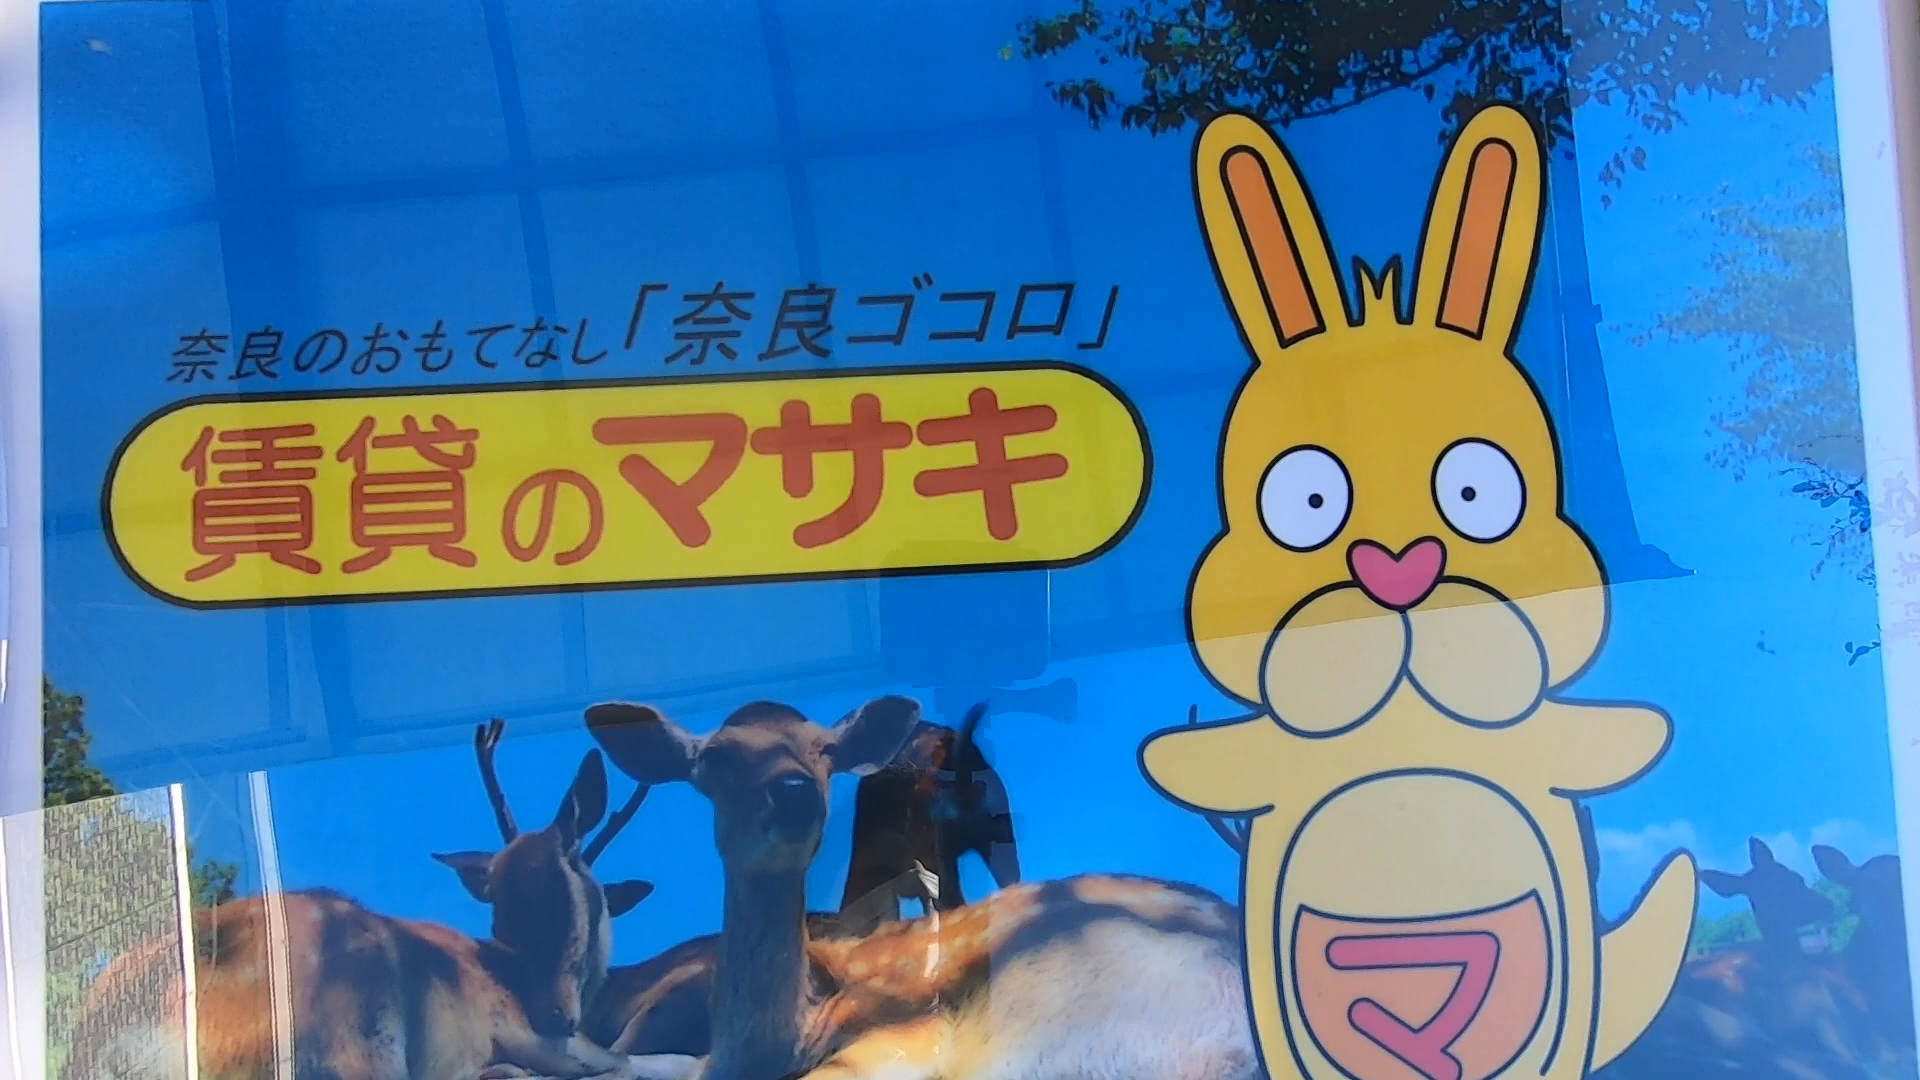 奈良のおもてなし「奈良ゴコロ」
賃貸のマサキ
マ